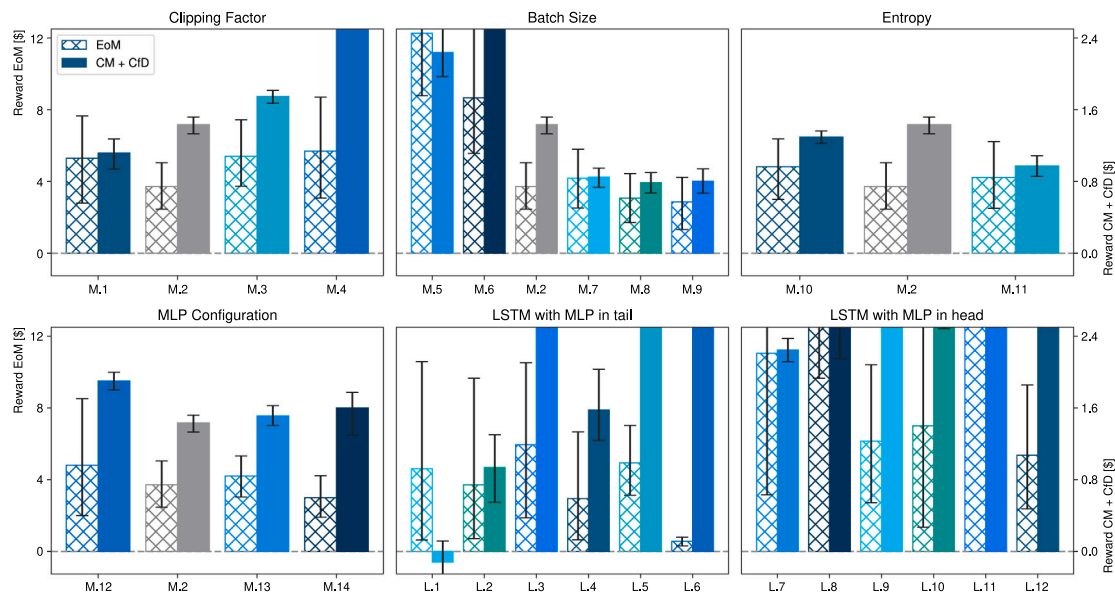 Clipping Factor
Batch Size
Entropy
12
8
4
0
Reward EoM [$]
EoM
CM + CfD
2.4
1.6
0.8
0.0
Reward CM + CfD [$]
M.1 M.2 M.3 M.4
M.5 M.6 M.2 M.7 M.8 M.9
M.10 M.2 M.11
MLP Configuration
LSTM with MLP in tail
LSTM with MLP in head
12
8
4
0
Reward EoM [$]
2.4
1.6
0.8
0.0
Reward CM + CfD [$]
M.12 M.2 M.13 M.14
L.1 L.2 L.3 L.4 L.5 L.6
L.7 L.8 L.9 L.10 L.11 L.12